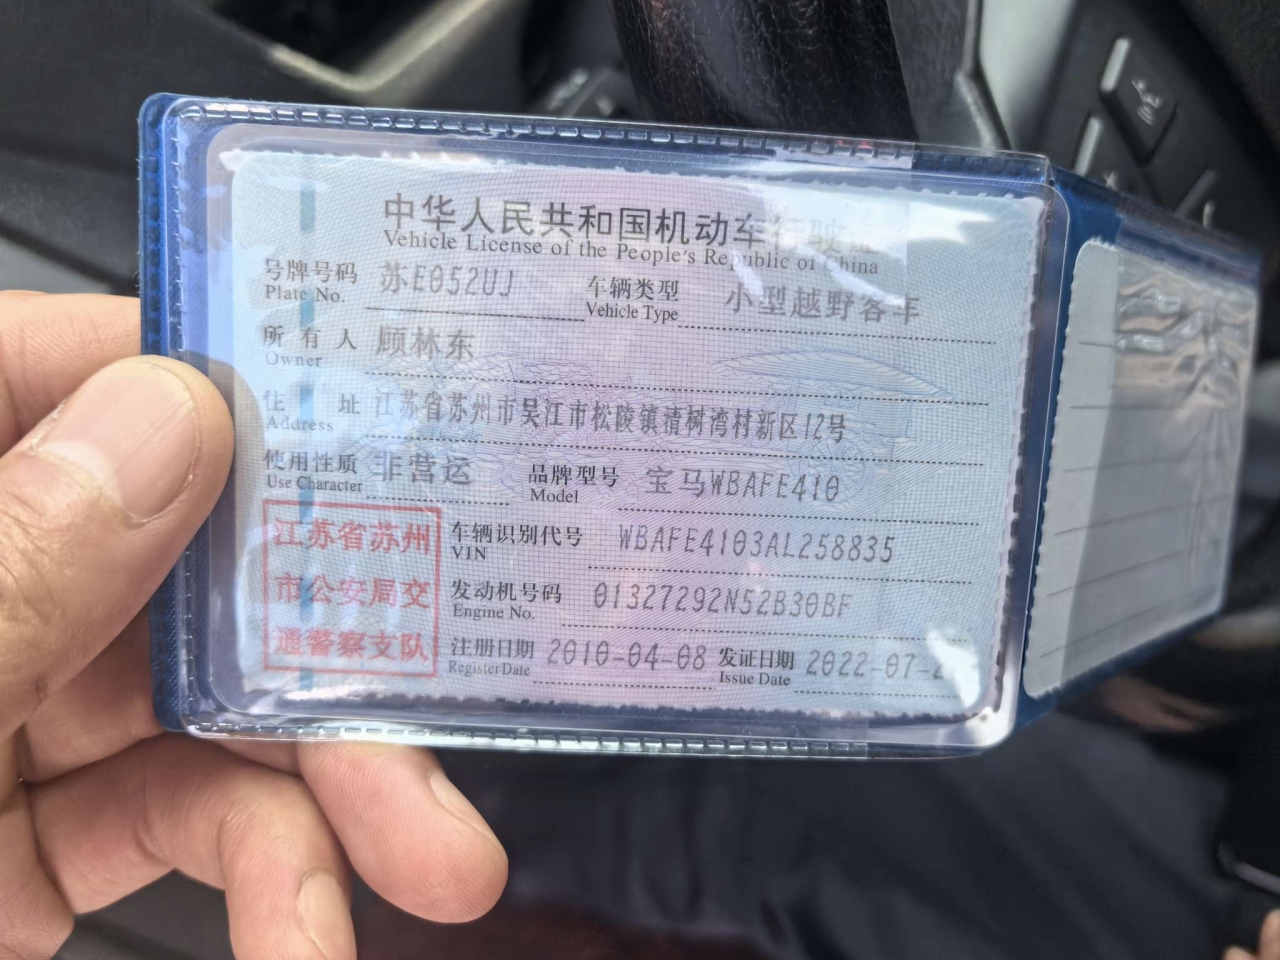 中华人民共和国机动车行驶证
Vehicle License of the People's Republic of China
号牌号码 苏E052UJ 车辆类型 小型越野客车
Plate No. Vehicle Type
所有人 顾林东
Owner
住址 江苏省苏州市吴江市松陵镇清树湾村新区12号
Address
使用性质 非营运 品牌型号 宝马WBAFE410
Use Character Model
江苏省苏州
市公安局交
通警察支队
车辆识别代号 WBAFE4103AL258835
VIN
发动机号码 01327292N52B30BF
Engine No.
注册日期 2010-04-08 发证日期 2022-07-2
Register Date Issue Date